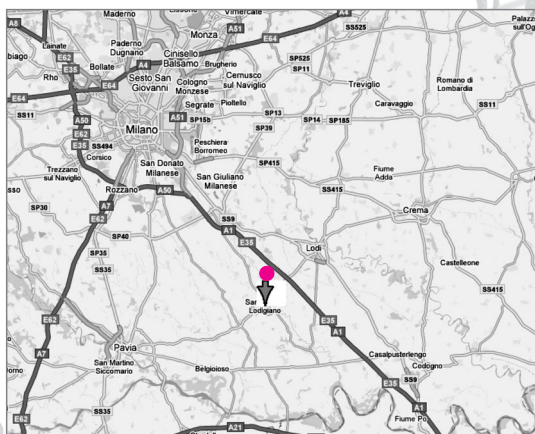 Vimercate
Maderno
A4
A8
A51
SS525
Palazz
sull'Og
Lainate
Paderno
Dugnano
Monza
E64
Cinisello
Balsamo
E62
Brugherio
SP525
biago
Bollate
A4
Cernusco
sul Naviglio
SP11
Rho
E35
E64
Sesto San
Giovanni
Cologno
Monzese
Treviglio
Romano di
Lombardia
E64
Segrate
Pioltello
Caravaggio
SS11
SS11
A50
Milano
A51
SP15b
SP13
SP14
SP185
E62
SP39
E35
SS494
Corsico
Peschiera
Borromeo
Trezzano
sul Naviglio
San Donato
Milanese
SP415
Fiume
Adda
San Giuliano
Milanese
Rozzano
A50
SS415
A7
Crema
SP30
E62
SS9
SP40
A1
E35
Lodi
SP35
Castelleone
SS35
SS415
San
Lodigiano
E62
E35
A1
Pavia
A7
Casalpusterlengo
San Martino
Siccomario
Belgioioso
Codogno
SS9
orno
E35
SS35
A1
E62
A21
Fiume Po